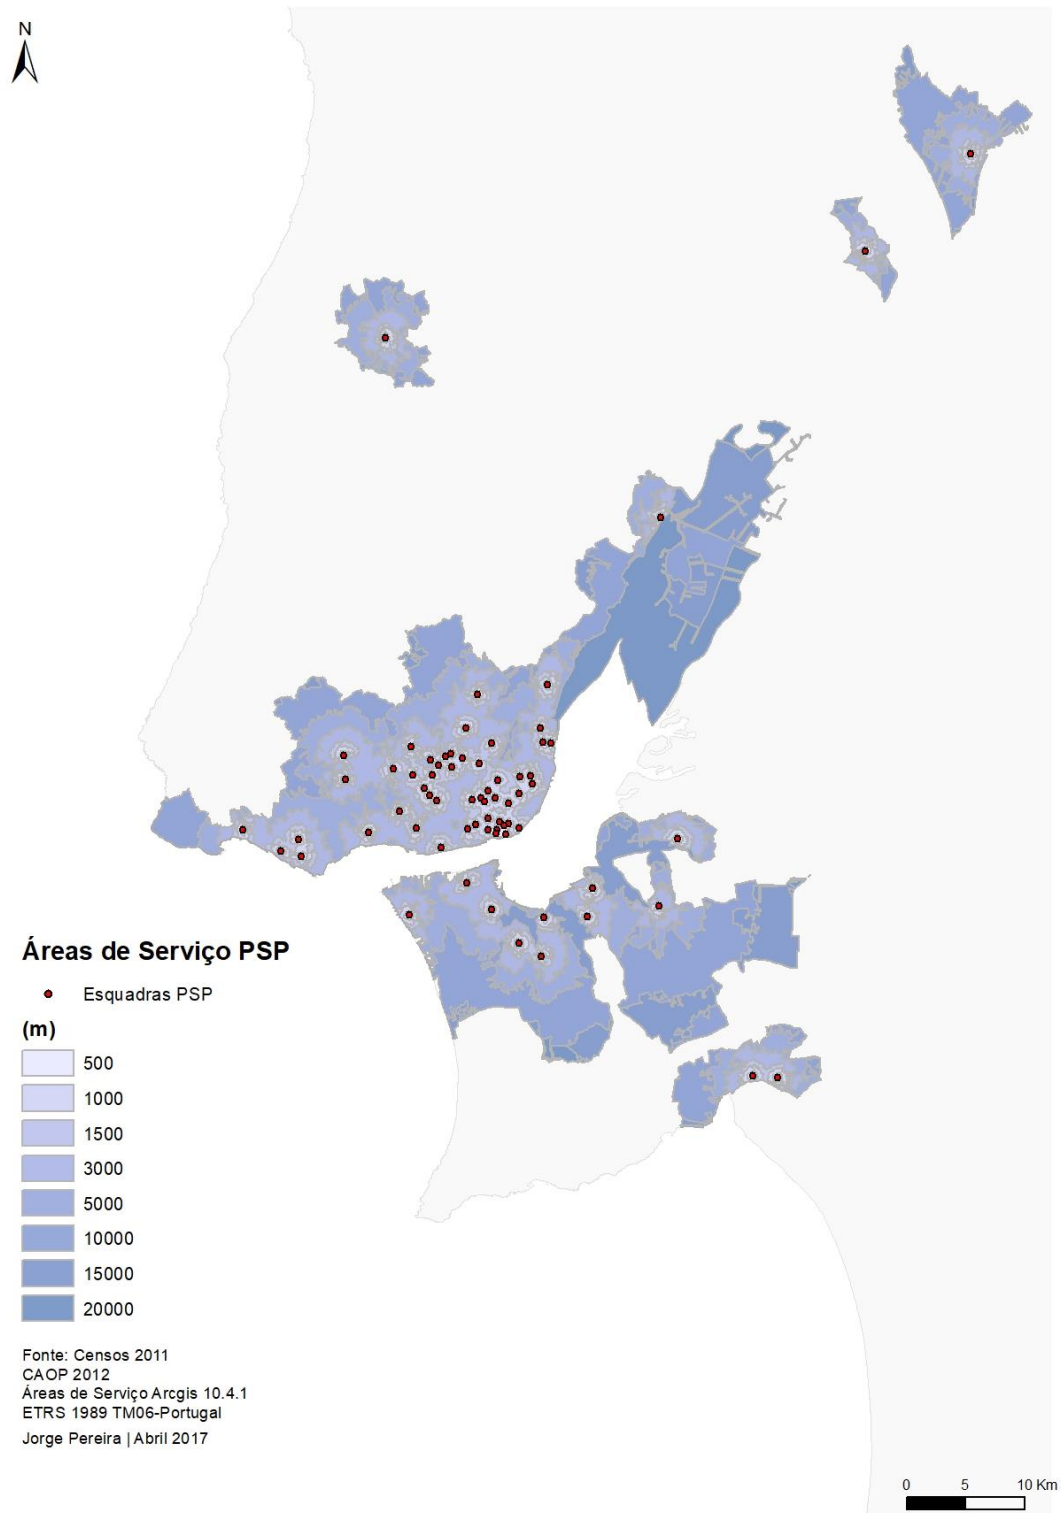 N
Áreas de Serviço PSP
Esquadras PSP
(m)
500
1000
1500
3000
5000
10000
15000
20000
Fonte: Censos 2011
CAOP 2012
Áreas de Serviço Arcgis 10.4.1
ETRS 1989 TM06-Portugal
Jorge Pereira | Abril 2017
0 5 10 Km